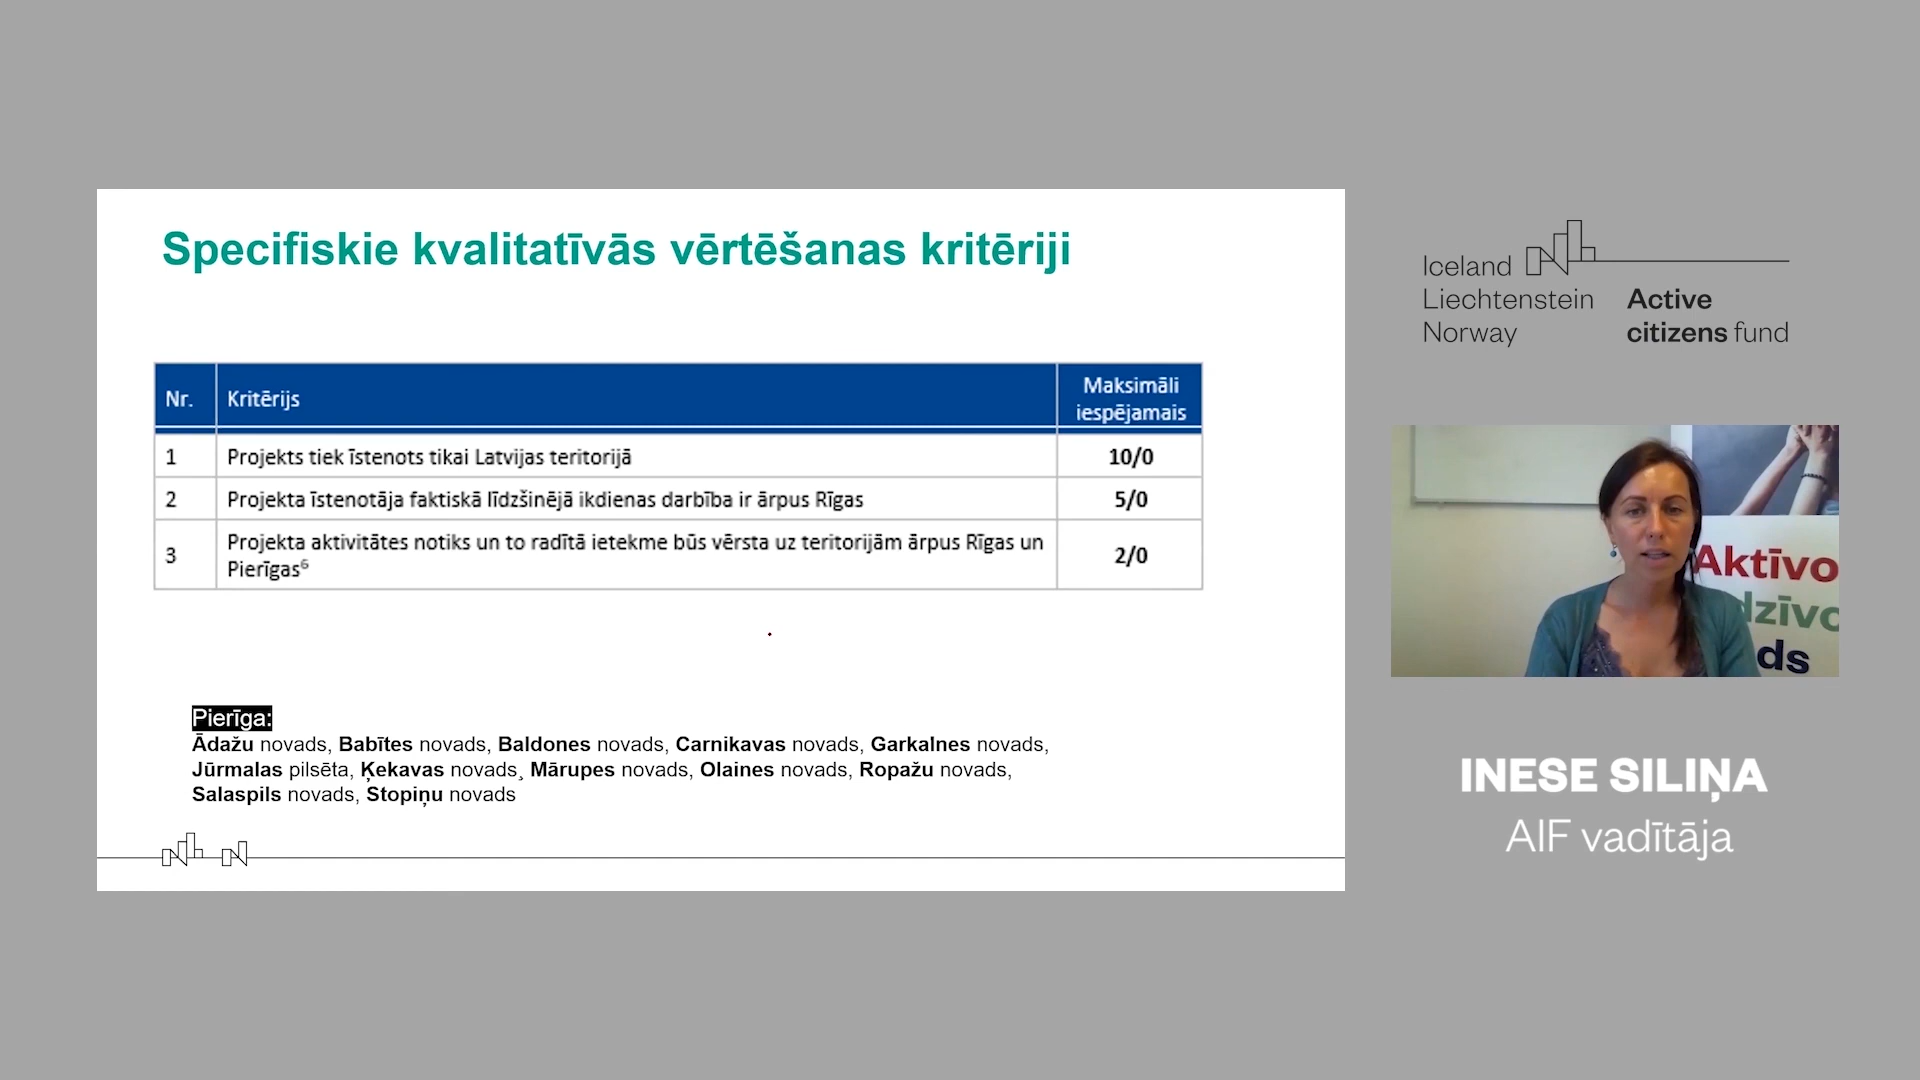 Specifiskie kvalitatīvās vērtēšanas kritēriji
Nr.
Kritērijs
Maksimāli
iespējamais
1
Projekts tiek īstenots tikai Latvijas teritorijā
10/0
2
Projekta īstenotāja faktiskā līdzšinējā ikdienas darbība ir ārpus Rīgas
5/0
3
Projekta aktivitātes notiks un to radītā ietekme būs vērsta uz teritorijām ārpus Rīgas un
Pierīgas⁶
2/0
Pierīga:
Ādažu novads, Babītes novads, Baldones novads, Carnikavas novads, Garkalnes novads,
Jūrmalas pilsēta, Ķekavas novads¸ Mārupes novads, Olaines novads, Ropažu novads,
Salaspils novads, Stopiņu novads
Iceland
Liechtenstein
Norway
Active
citizens fund
Aktīvo
dzīvo
ds
INESE SILIŅA
AIF vadītāja